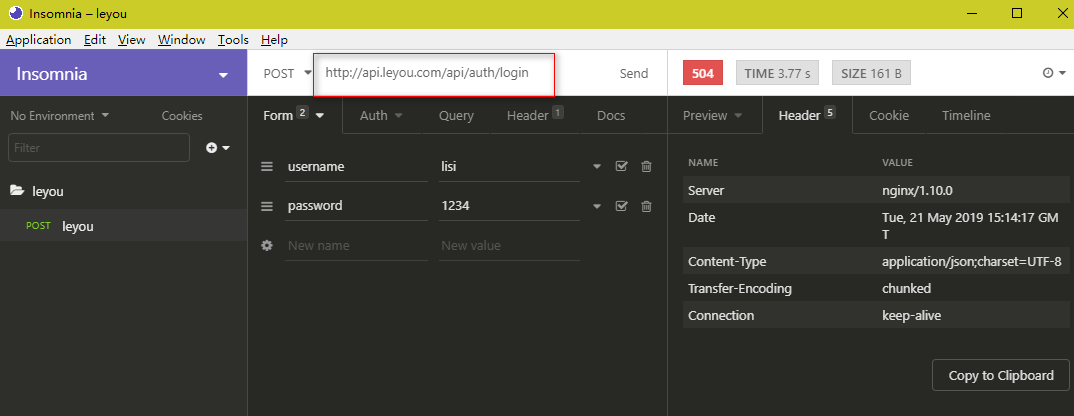 Insomnia – leyou
Application Edit View Window Tools Help
Insomnia
POST http://api.leyou.com/api/auth/login Send
504 TIME 3.77 s SIZE 161 B
No Environment Cookies
Form 2 Auth Query Header 1 Docs
Preview Header 5 Cookie Timeline
Filter
leyou
POST leyou
username lisi
password 1234
New name New value
NAME VALUE
Server nginx/1.10.0
Date Tue, 21 May 2019 15:14:17 GM
T
Content-Type application/json;charset=UTF-8
Transfer-Encoding chunked
Connection keep-alive
Copy to Clipboard